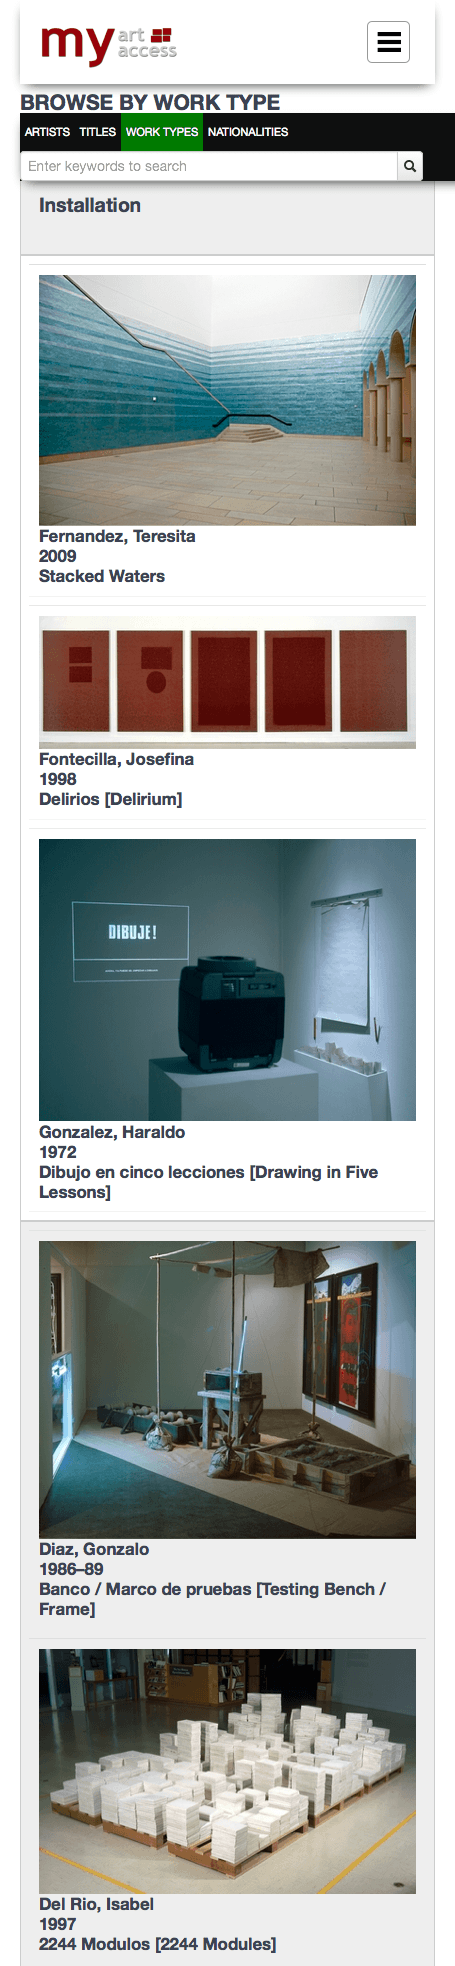 my art access
BROWSE BY WORK TYPE
ARTISTS TITLES WORK TYPES NATIONALITIES
Enter keywords to search
Installation
Fernandez, Teresita
2009
Stacked Waters
Fontecilla, Josefina
1998
Delirios [Delirium]
DIBUJE!
Gonzalez, Haraldo
1972
Dibujo en cinco lecciones [Drawing in Five
Lessons]
Diaz, Gonzalo
1986–89
Banco / Marco de pruebas [Testing Bench /
Frame]
Del Rio, Isabel
1997
2244 Modulos [2244 Modules]